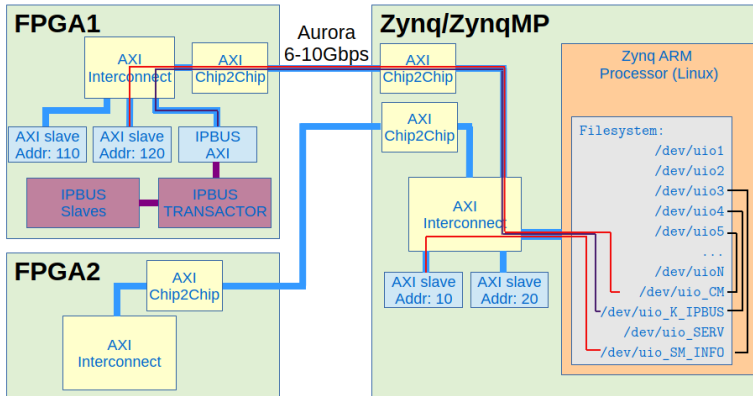 FPGA1
AXI
Interconnect
AXI
Chip2Chip
AXI slave
Addr: 110
AXI slave
Addr: 120
IPBUS
AXI
IPBUS
Slaves
IPBUS
TRANSACTOR
Aurora
6-10Gbps
FPGA2
AXI
Chip2Chip
AXI
Interconnect
Zynq/ZynqMP
AXI
Chip2Chip
AXI
Chip2Chip
AXI
Interconnect
AXI slave
Addr: 10
AXI slave
Addr: 20
Zynq ARM
Processor (Linux)
Filesystem:
/dev/uio1
/dev/uio2
/dev/uio3
/dev/uio4
/dev/uio5
...
/dev/uioN
/dev/uio_CM
/dev/uio_K_IPBUS
/dev/uio_SERV
/dev/uio_SM_INFO